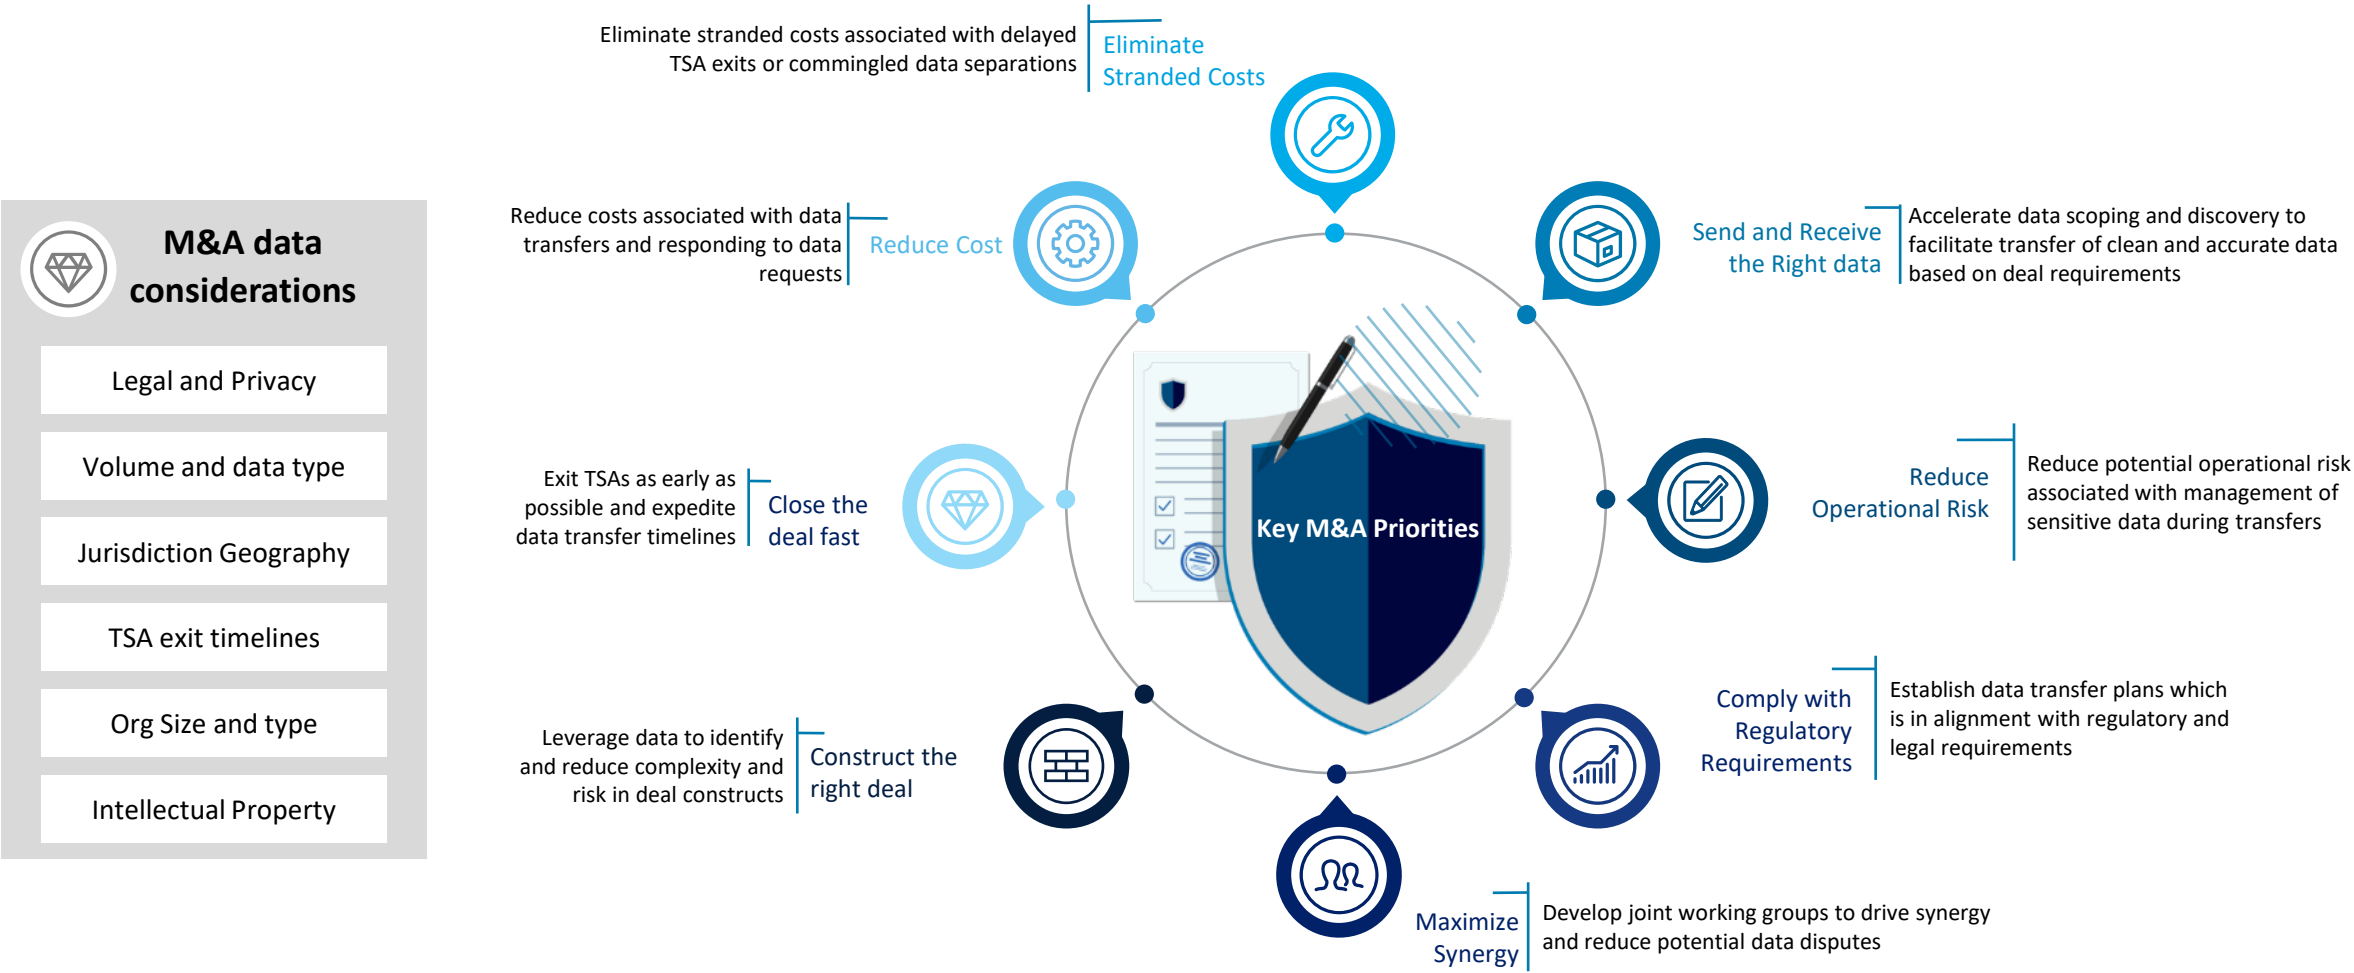 M&A data
considerations
Legal and Privacy
Volume and data type
Jurisdiction Geography
TSA exit timelines
Org Size and type
Intellectual Property
Eliminate stranded costs associated with delayed
TSA exits or commingled data separations
Eliminate
Stranded Costs
Reduce costs associated with data
transfers and responding to data
requests
Reduce Cost
Exit TSAs as early as
possible and expedite
data transfer timelines
Close the
deal fast
Leverage data to identify
and reduce complexity and
risk in deal constructs
Construct the
right deal
Key M&A Priorities
Send and Receive
the Right data
Accelerate data scoping and discovery to
facilitate transfer of clean and accurate data
based on deal requirements
Reduce
Operational Risk
Reduce potential operational risk
associated with management of
sensitive data during transfers
Comply with
Regulatory
Requirements
Establish data transfer plans which
is in alignment with regulatory and
legal requirements
Maximize
Synergy
Develop joint working groups to drive synergy
and reduce potential data disputes